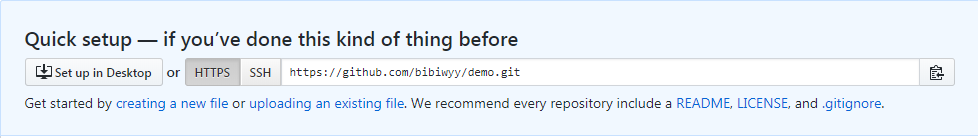 Quick setup — if you've done this kind of thing before
Set up in Desktop or HTTPS SSH https://github.com/bibiwyy/demo.git
Get started by creating a new file or uploading an existing file. We recommend every repository include a README, LICENSE, and .gitignore.